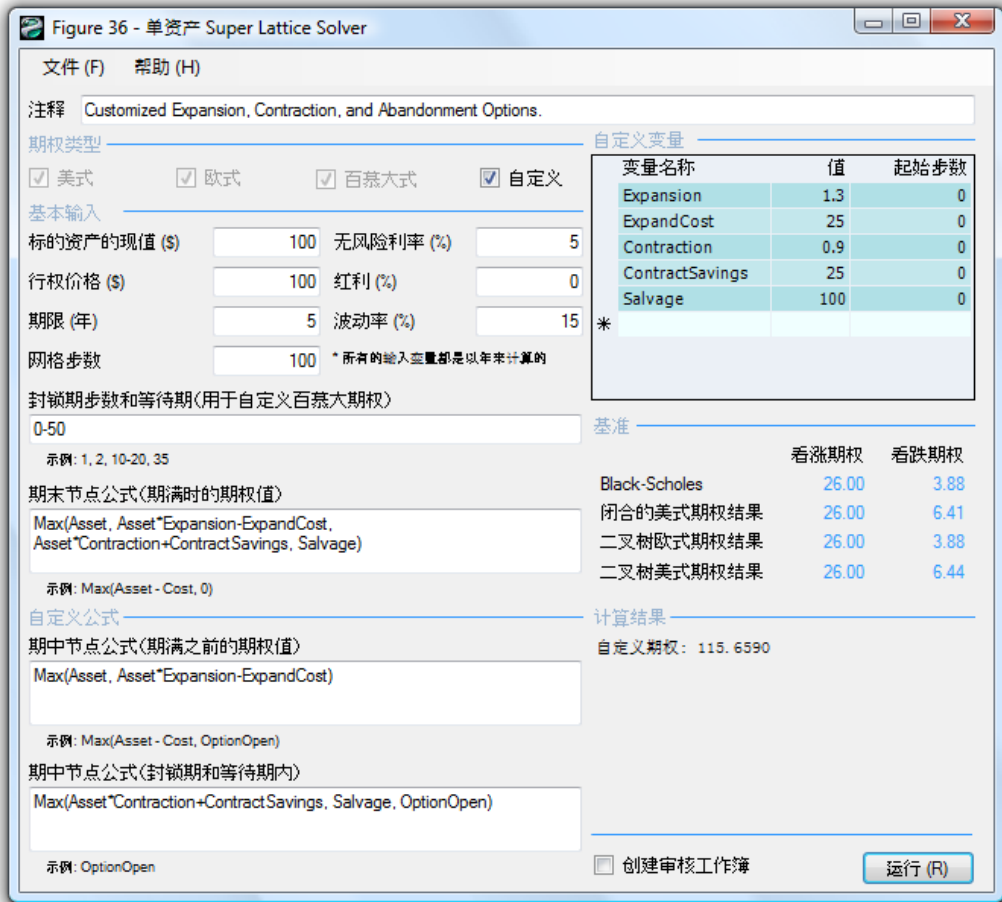 Figure 36 - 单资产 Super Lattice Solver
文件 (F) 帮助 (H)
注释 Customized Expansion, Contraction, and Abandonment Options.
期权类型
美式 欧式 百慕大式 自定义
基本输入
标的资产的现值 ($) 100 无风险利率 (%) 5
行权价格 ($) 100 红利 (%) 0
期限 (年) 5 波动率 (%) 15
网格步数 100 * 所有的输入变量都是以年来计算的
封锁期步数和等待期(用于自定义百慕大期权)
0-50
示例: 1, 2, 10-20, 35
期末节点公式(期满时的期权值)
Max(Asset, Asset*Expansion-ExpandCost,
Asset*Contraction+ContractSavings, Salvage)
示例: Max(Asset - Cost, 0)
自定义公式
期中节点公式(期满之前的期权值)
Max(Asset, Asset*Expansion-ExpandCost)
示例: Max(Asset - Cost, OptionOpen)
期中节点公式(封锁期和等待期内)
Max(Asset*Contraction+ContractSavings, Salvage, OptionOpen)
示例: OptionOpen
自定义变量
变量名称 值 起始步数
Expansion 1.3 0
ExpandCost 25 0
Contraction 0.9 0
ContractSavings 25 0
Salvage 100 0
*
基准
看涨期权 看跌期权
Black-Scholes 26.00 3.88
闭合的美式期权结果 26.00 6.41
二叉树欧式期权结果 26.00 3.88
二叉树美式期权结果 26.00 6.44
计算结果
自定义期权: 115.6590
创建审核工作簿 运行 (R)